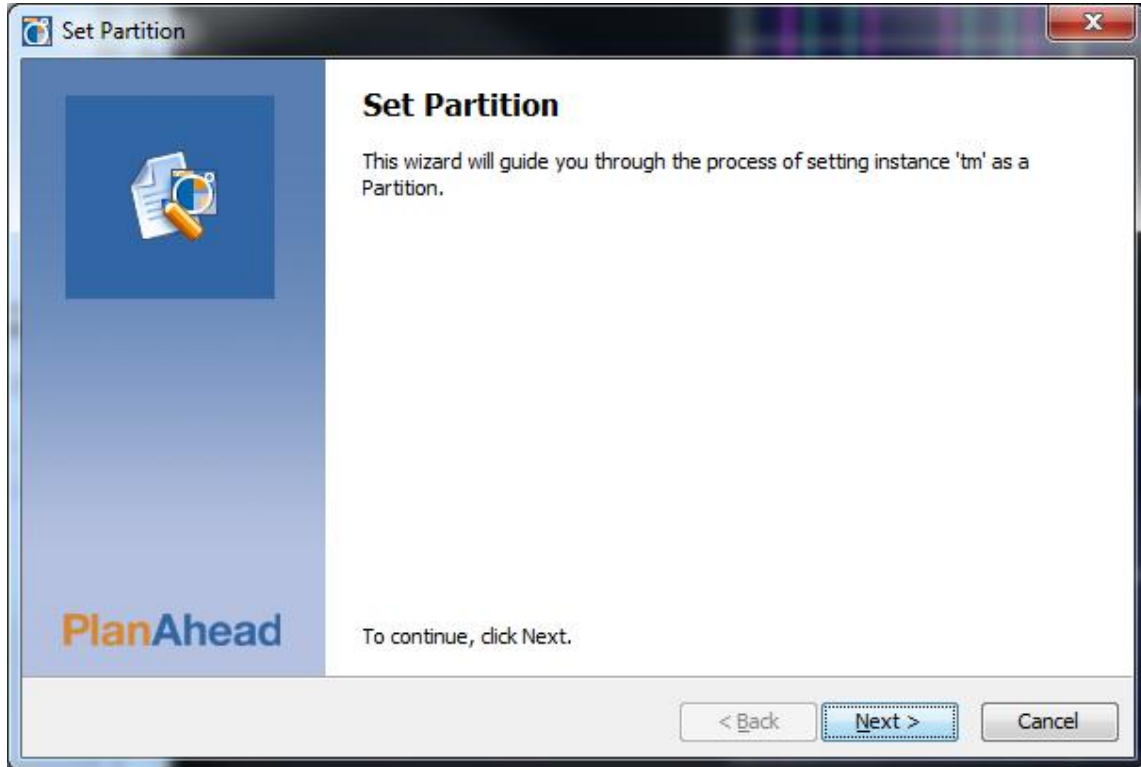 Set Partition
Set Partition
This wizard will guide you through the process of setting instance 'tm' as a
Partition.
PlanAhead
To continue, click Next.
< Back
Next >
Cancel